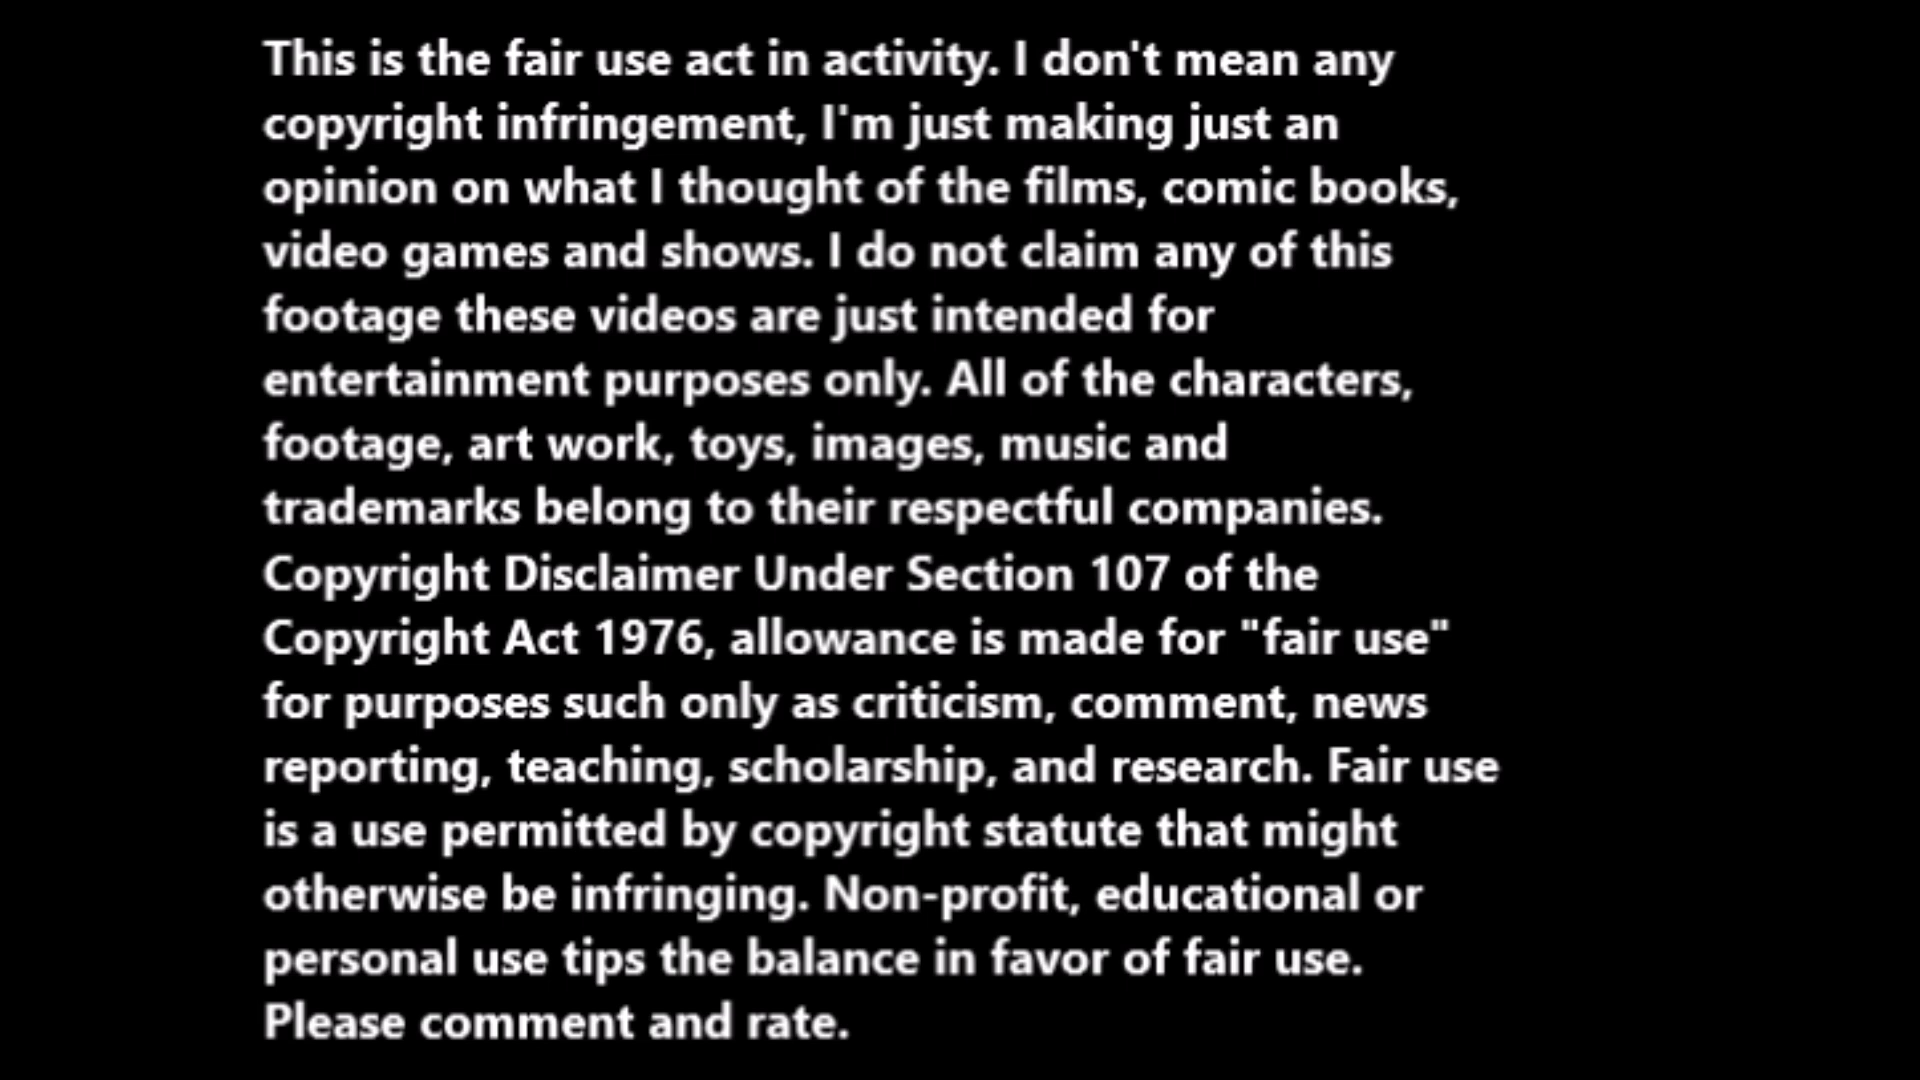 This is the fair use act in activity. I don't mean any
copyright infringement, I'm just making just an
opinion on what I thought of the films, comic books,
video games and shows. I do not claim any of this
footage these videos are just intended for
entertainment purposes only. All of the characters,
footage, art work, toys, images, music and
trademarks belong to their respectful companies.
Copyright Disclaimer Under Section 107 of the
Copyright Act 1976, allowance is made for "fair use"
for purposes such only as criticism, comment, news
reporting, teaching, scholarship, and research. Fair use
is a use permitted by copyright statute that might
otherwise be infringing. Non-profit, educational or
personal use tips the balance in favor of fair use.
Please comment and rate.